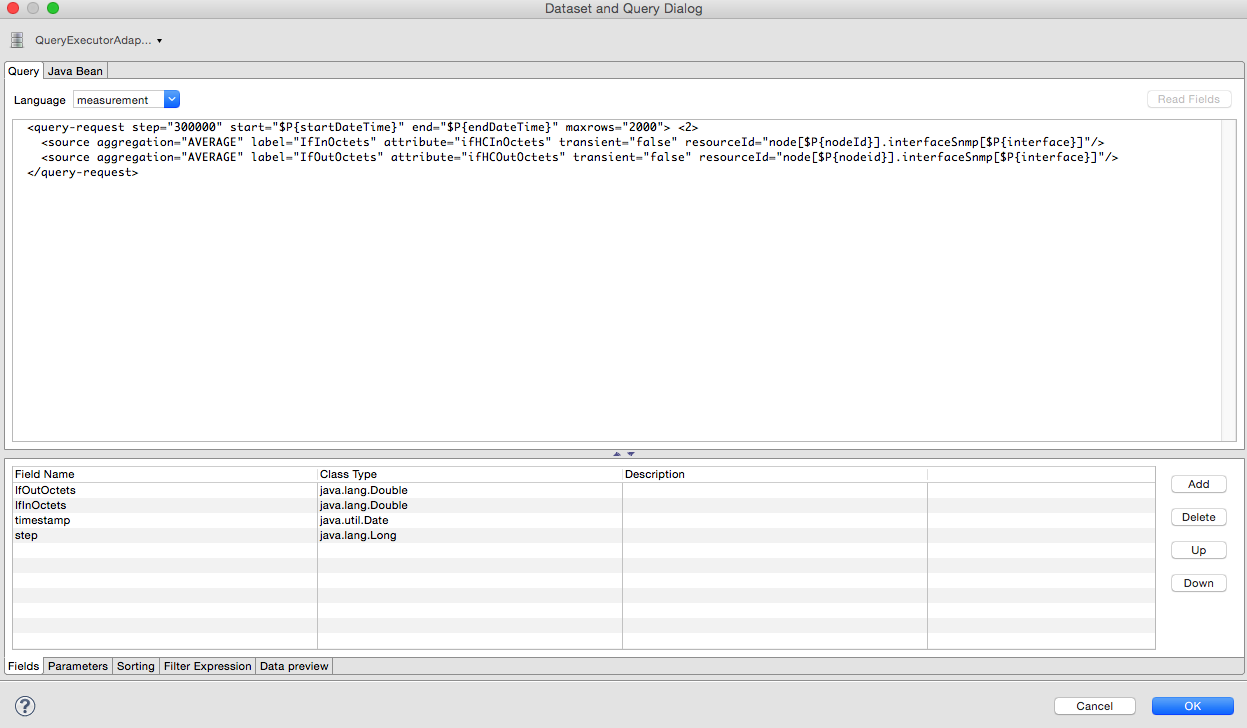 Dataset and Query Dialog
QueryExecutorAdap...
Query Java Bean
Language measurement Read Fields
<query-request step="300000" start="$P{startDateTime}" end="$P{endDateTime}" maxrows="2000"> <2>
<source aggregation="AVERAGE" label="IfInOctets" attribute="ifHCInOctets" transient="false" resourceId="node[$P{nodeId}].interfaceSnmp[$P{interface}]"/>
<source aggregation="AVERAGE" label="IfOutOctets" attribute="ifHCOutOctets" transient="false" resourceId="node[$P{nodeid}].interfaceSnmp[$P{interface}]"/>
</query-request>
Field Name Class Type Description
IfOutOctets java.lang.Double
IfInOctets java.lang.Double
timestamp java.util.Date
step java.lang.Long
Add
Delete
Up
Down
Fields Parameters Sorting Filter Expression Data preview
? Cancel OK